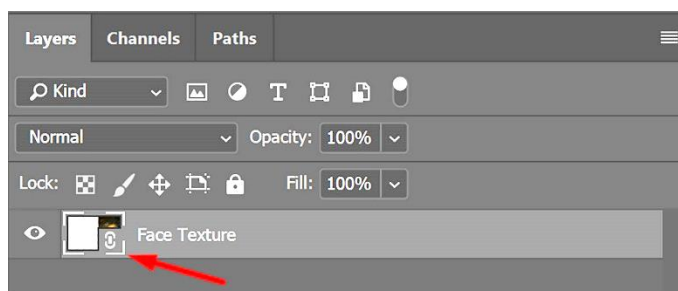 Layers Channels Paths
Kind
Normal Opacity: 100%
Lock: Fill: 100%
Face Texture